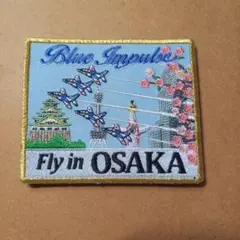 Blue Impulse
Fly in OSAKA